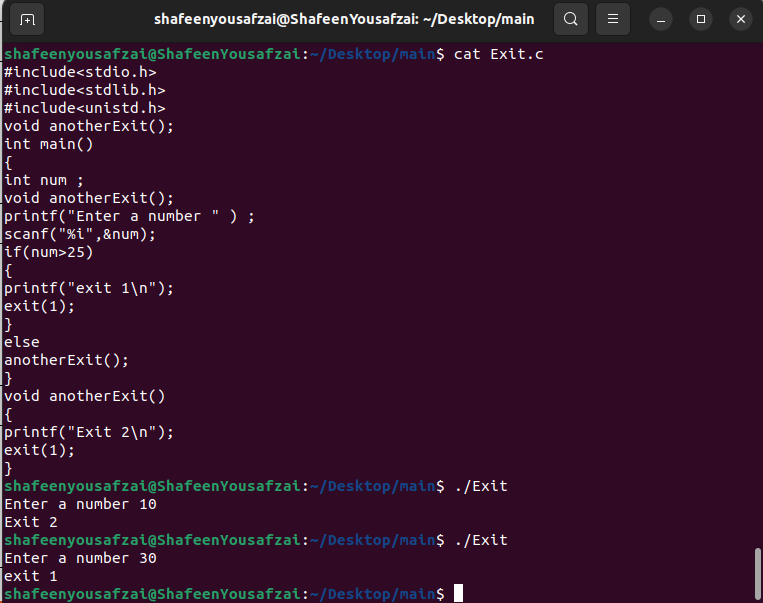 shafeenyousafzai@ShafeenYousafzai: ~/Desktop/main
shafeenyousafzai@ShafeenYousafzai:~/Desktop/main$ cat Exit.c
#include<stdio.h>
#include<stdlib.h>
#include<unistd.h>
void anotherExit();
int main()
{
int num ;
void anotherExit();
printf("Enter a number " ) ;
scanf("%i",&num);
if(num>25)
{
printf("exit 1\n");
exit(1);
}
else
anotherExit();
}
void anotherExit()
{
printf("Exit 2\n");
exit(1);
}
shafeenyousafzai@ShafeenYousafzai:~/Desktop/main$ ./Exit
Enter a number 10
Exit 2
shafeenyousafzai@ShafeenYousafzai:~/Desktop/main$ ./Exit
Enter a number 30
exit 1
shafeenyousafzai@ShafeenYousafzai:~/Desktop/main$